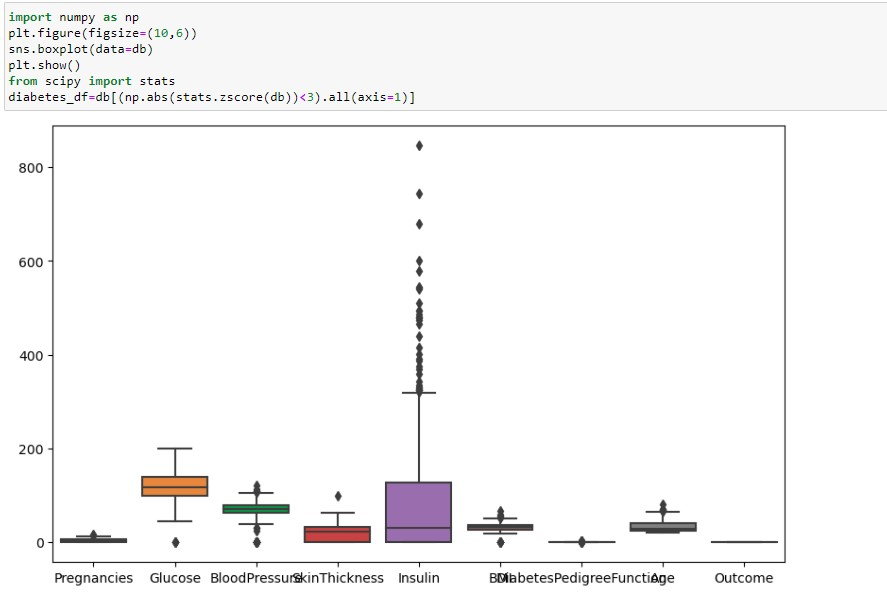 import numpy as np
plt.figure(figsize=(10,6))
sns.boxplot(data=db)
plt.show()
from scipy import stats
diabetes_df=db[(np.abs(stats.zscore(db))<3).all(axis=1)]
800
600
400
200
0
Pregnancies Glucose BloodPressure SkinThickness Insulin BMI DiabetesPedigreeFunction Age Outcome